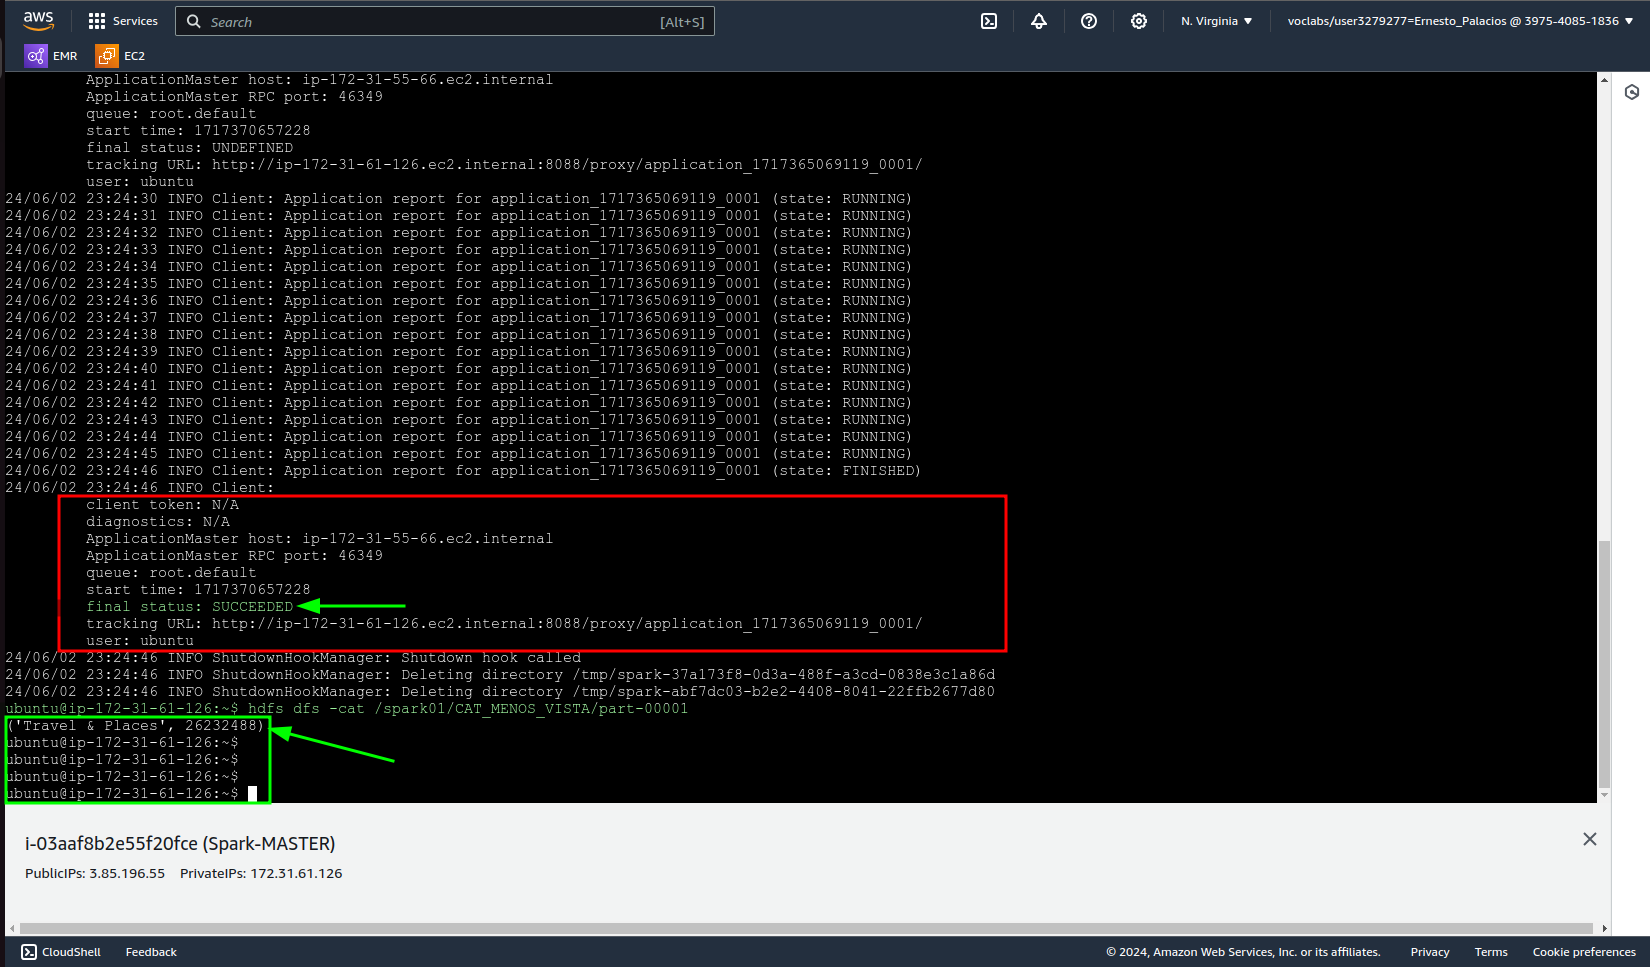 aws
Services
Search
[Alt+S]
N. Virginia
voclabs/user3279277=Ernesto_Palacios @ 3975-4085-1836
EMR
EC2
ApplicationMaster host: ip-172-31-55-66.ec2.internal
ApplicationMaster RPC port: 46349
queue: root.default
start time: 1717370657228
final status: UNDEFINED
tracking URL: http://ip-172-31-61-126.ec2.internal:8088/proxy/application_1717365069119_0001/
user: ubuntu
24/06/02 23:24:30 INFO Client: Application report for application_1717365069119_0001 (state: RUNNING)
24/06/02 23:24:31 INFO Client: Application report for application_1717365069119_0001 (state: RUNNING)
24/06/02 23:24:32 INFO Client: Application report for application_1717365069119_0001 (state: RUNNING)
24/06/02 23:24:33 INFO Client: Application report for application_1717365069119_0001 (state: RUNNING)
24/06/02 23:24:34 INFO Client: Application report for application_1717365069119_0001 (state: RUNNING)
24/06/02 23:24:35 INFO Client: Application report for application_1717365069119_0001 (state: RUNNING)
24/06/02 23:24:36 INFO Client: Application report for application_1717365069119_0001 (state: RUNNING)
24/06/02 23:24:37 INFO Client: Application report for application_1717365069119_0001 (state: RUNNING)
24/06/02 23:24:38 INFO Client: Application report for application_1717365069119_0001 (state: RUNNING)
24/06/02 23:24:39 INFO Client: Application report for application_1717365069119_0001 (state: RUNNING)
24/06/02 23:24:40 INFO Client: Application report for application_1717365069119_0001 (state: RUNNING)
24/06/02 23:24:41 INFO Client: Application report for application_1717365069119_0001 (state: RUNNING)
24/06/02 23:24:42 INFO Client: Application report for application_1717365069119_0001 (state: RUNNING)
24/06/02 23:24:43 INFO Client: Application report for application_1717365069119_0001 (state: RUNNING)
24/06/02 23:24:44 INFO Client: Application report for application_1717365069119_0001 (state: RUNNING)
24/06/02 23:24:45 INFO Client: Application report for application_1717365069119_0001 (state: RUNNING)
24/06/02 23:24:46 INFO Client: Application report for application_1717365069119_0001 (state: FINISHED)
24/06/02 23:24:46 INFO Client:
client token: N/A
diagnostics: N/A
ApplicationMaster host: ip-172-31-55-66.ec2.internal
ApplicationMaster RPC port: 46349
queue: root.default
start time: 1717370657228
final status: SUCCEEDED
tracking URL: http://ip-172-31-61-126.ec2.internal:8088/proxy/application_1717365069119_0001/
user: ubuntu
24/06/02 23:24:46 INFO ShutdownHookManager: Shutdown hook called
24/06/02 23:24:46 INFO ShutdownHookManager: Deleting directory /tmp/spark-37a173f8-0d3a-488f-a3cd-0838e3c1a86d
24/06/02 23:24:46 INFO ShutdownHookManager: Deleting directory /tmp/spark-abf7dc03-b2e2-4408-8041-22ffb2677d80
ubuntu@ip-172-31-61-126:~$ hdfs dfs -cat /spark01/CAT_MENOS_VISTA/part-00001
('Travel & Places', 26232488)
ubuntu@ip-172-31-61-126:~$
ubuntu@ip-172-31-61-126:~$
ubuntu@ip-172-31-61-126:~$
ubuntu@ip-172-31-61-126:~$
i-03aaf8b2e55f20fce (Spark-MASTER)
PublicIPs: 3.85.196.55 PrivateIPs: 172.31.61.126
CloudShell
Feedback
© 2024, Amazon Web Services, Inc. or its affiliates.
Privacy
Terms
Cookie preferences